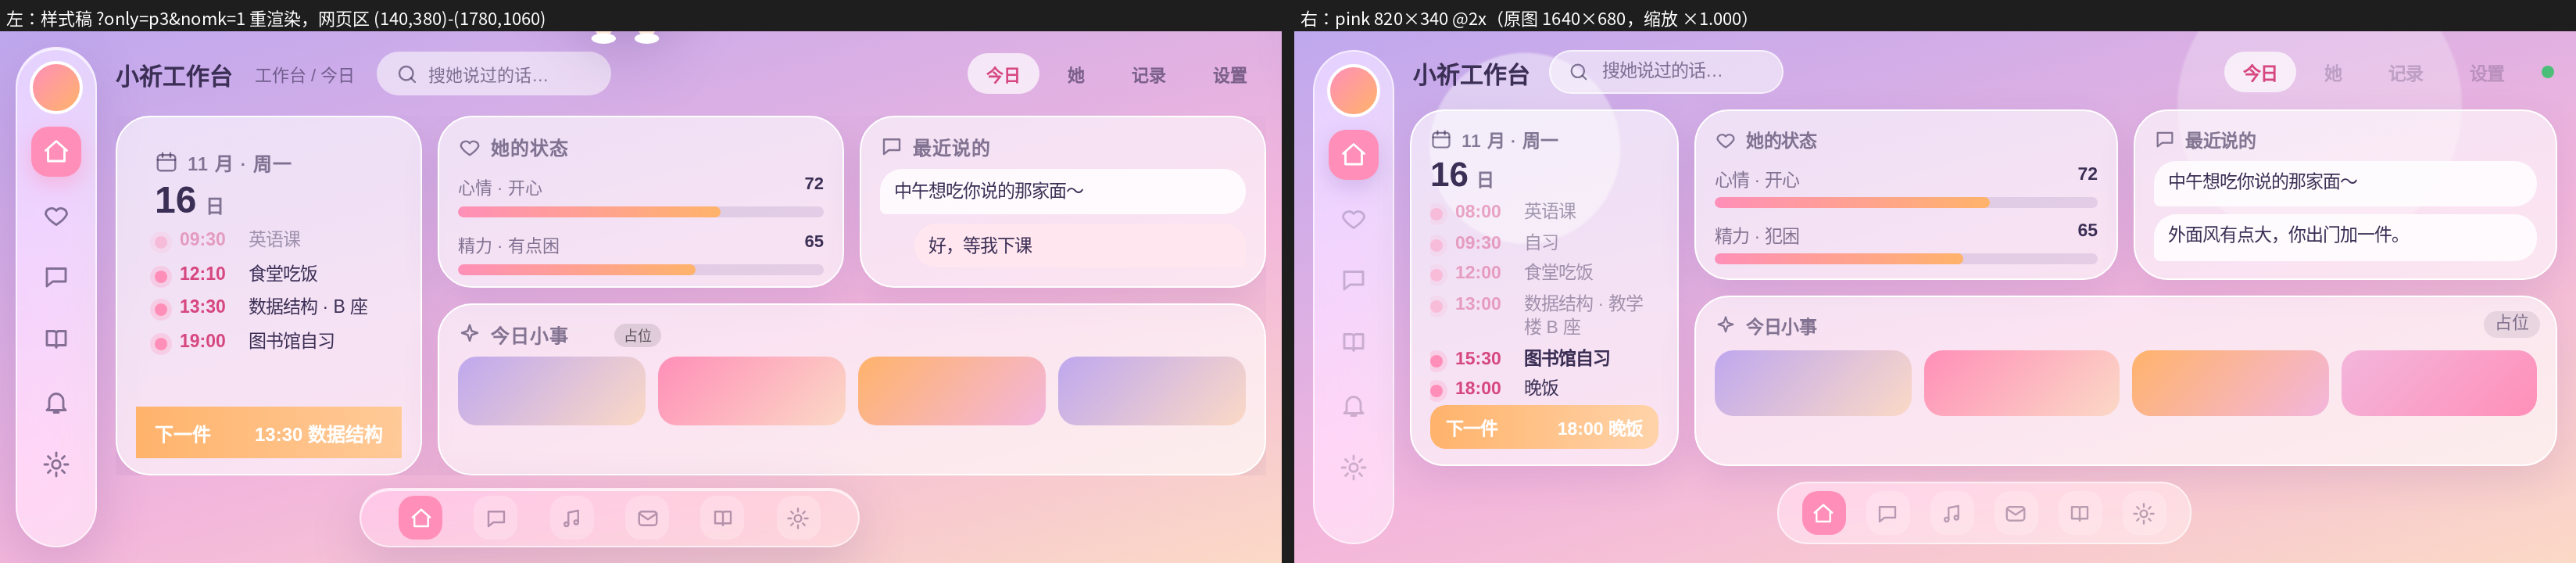 左：样式稿 ?only=p3&nomk=1 重渲染，网页区 (140,380)-(1780,1060)
小祈工作台 工作台 / 今日 搜她说过的话… 今日 她 记录 设置
11 月 · 周一
16 日
09:30 英语课
12:10 食堂吃饭
13:30 数据结构 · B 座
19:00 图书馆自习
下一件 13:30 数据结构
她的状态
心情 · 开心 72
精力 · 有点困 65
最近说的
中午想吃你说的那家面～
好，等我下课
今日小事 占位
右：pink 820×340 @2x（原图 1640×680，缩放 ×1.000）
小祈工作台 搜她说过的话… 今日 她 记录 设置
11 月 · 周一
16 日
08:00 英语课
09:30 自习
12:00 食堂吃饭
13:00 数据结构 · 教学
楼 B 座
15:30 图书馆自习
18:00 晚饭
下一件 18:00 晚饭
她的状态
心情 · 开心 72
精力 · 犯困 65
最近说的
中午想吃你说的那家面～
外面风有点大，你出门加一件。
今日小事 占位